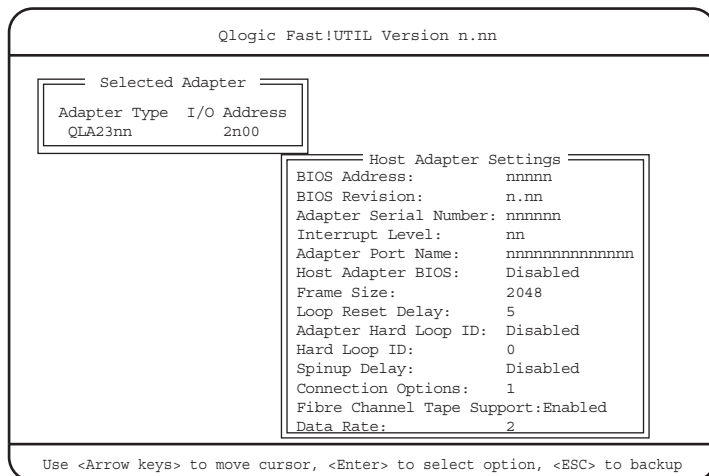 Qlogic Fast!UTIL Version n.nn
Selected Adapter
Adapter Type I/O Address
QLA23nn 2n00
Host Adapter Settings
BIOS Address: nnnnn
BIOS Revision: n.nn
Adapter Serial Number: nnnnnn
Interrupt Level: nn
Adapter Port Name: nnnnnnnnnnnnnn
Host Adapter BIOS: Disabled
Frame Size: 2048
Loop Reset Delay: 5
Adapter Hard Loop ID: Disabled
Hard Loop ID: 0
Spinup Delay: Disabled
Connection Options: 1
Fibre Channel Tape Support:Enabled
Data Rate: 2
Use <Arrow keys> to move cursor, <Enter> to select option, <ESC> to backup